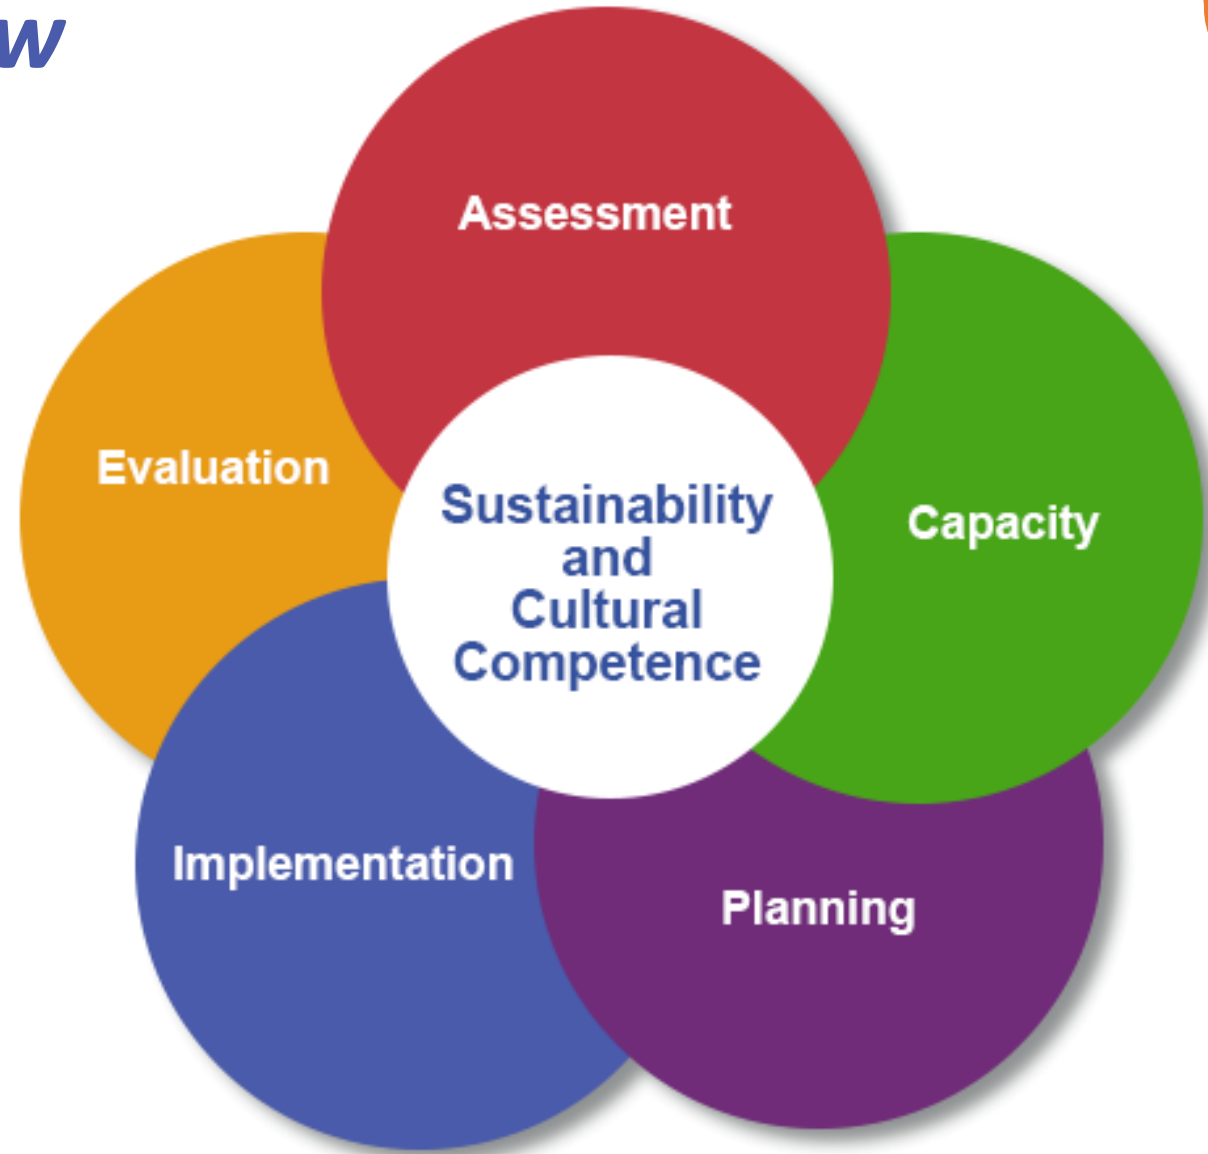 w
Assessment
Evaluation
Capacity
Sustainability
and
Cultural
Competence
Implementation
Planning